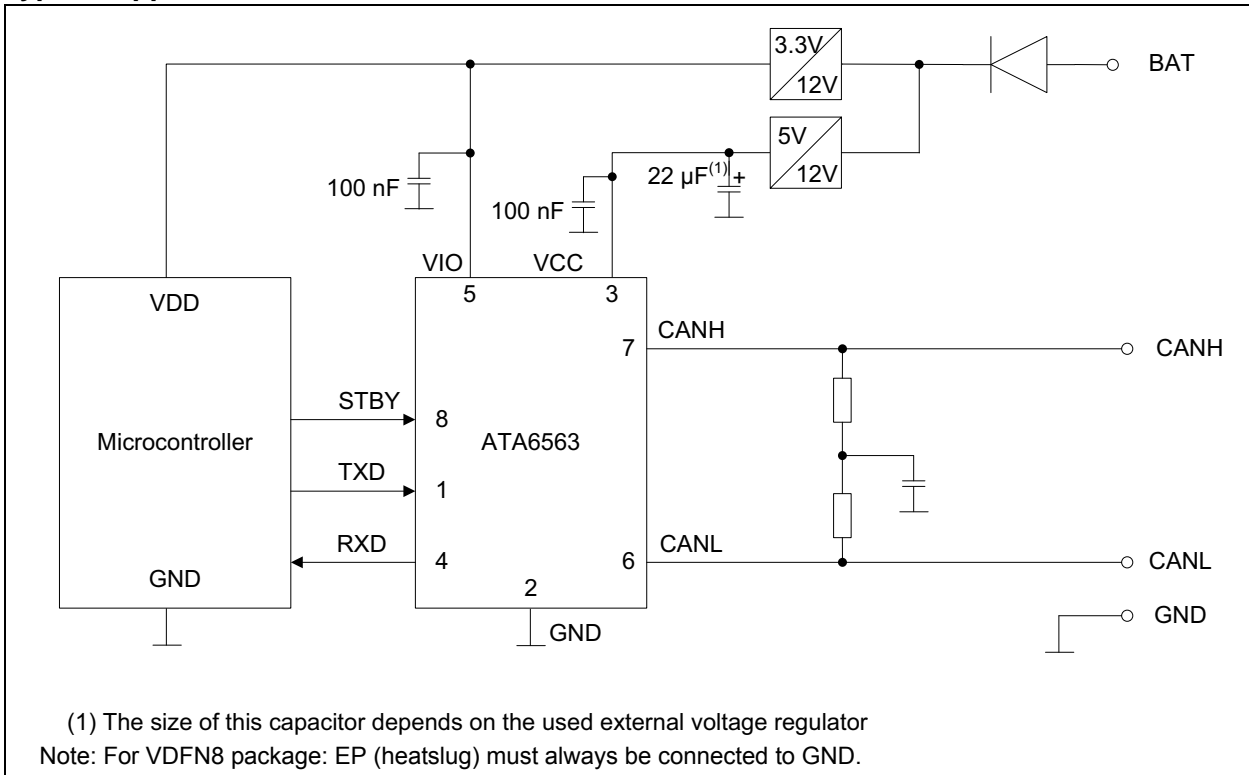 3.3V
12V
BAT
5V
12V
22 µF(1)
+
100 nF
100 nF
VIO
VCC
VDD
5
3
CANH
7
CANH
STBY
8
Microcontroller
ATA6563
TXD
1
RXD
4
CANL
6
CANL
GND
2
GND
GND
(1) The size of this capacitor depends on the used external voltage regulator
Note: For VDFN8 package: EP (heatslug) must always be connected to GND.